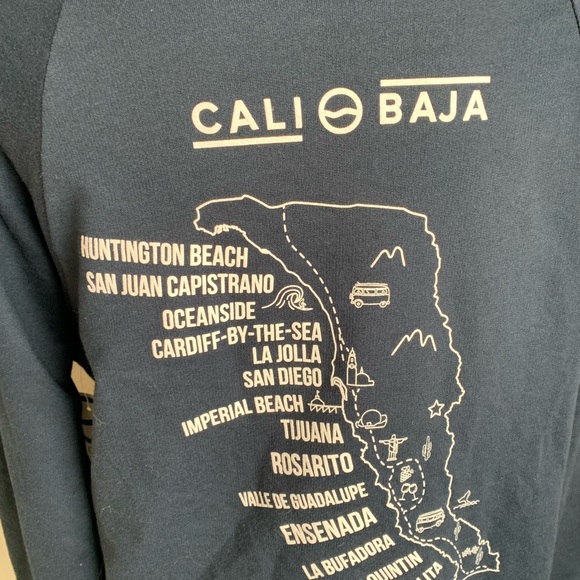 CALI BAJA
HUNTINGTON BEACH
SAN JUAN CAPISTRANO
OCEANSIDE
CARDIFF-BY-THE-SEA
LA JOLLA
SAN DIEGO
IMPERIAL BEACH
TIJUANA
ROSARITO
VALLE DE GUADALUPE
ENSENADA
LA BUFADORA
QUINTIN